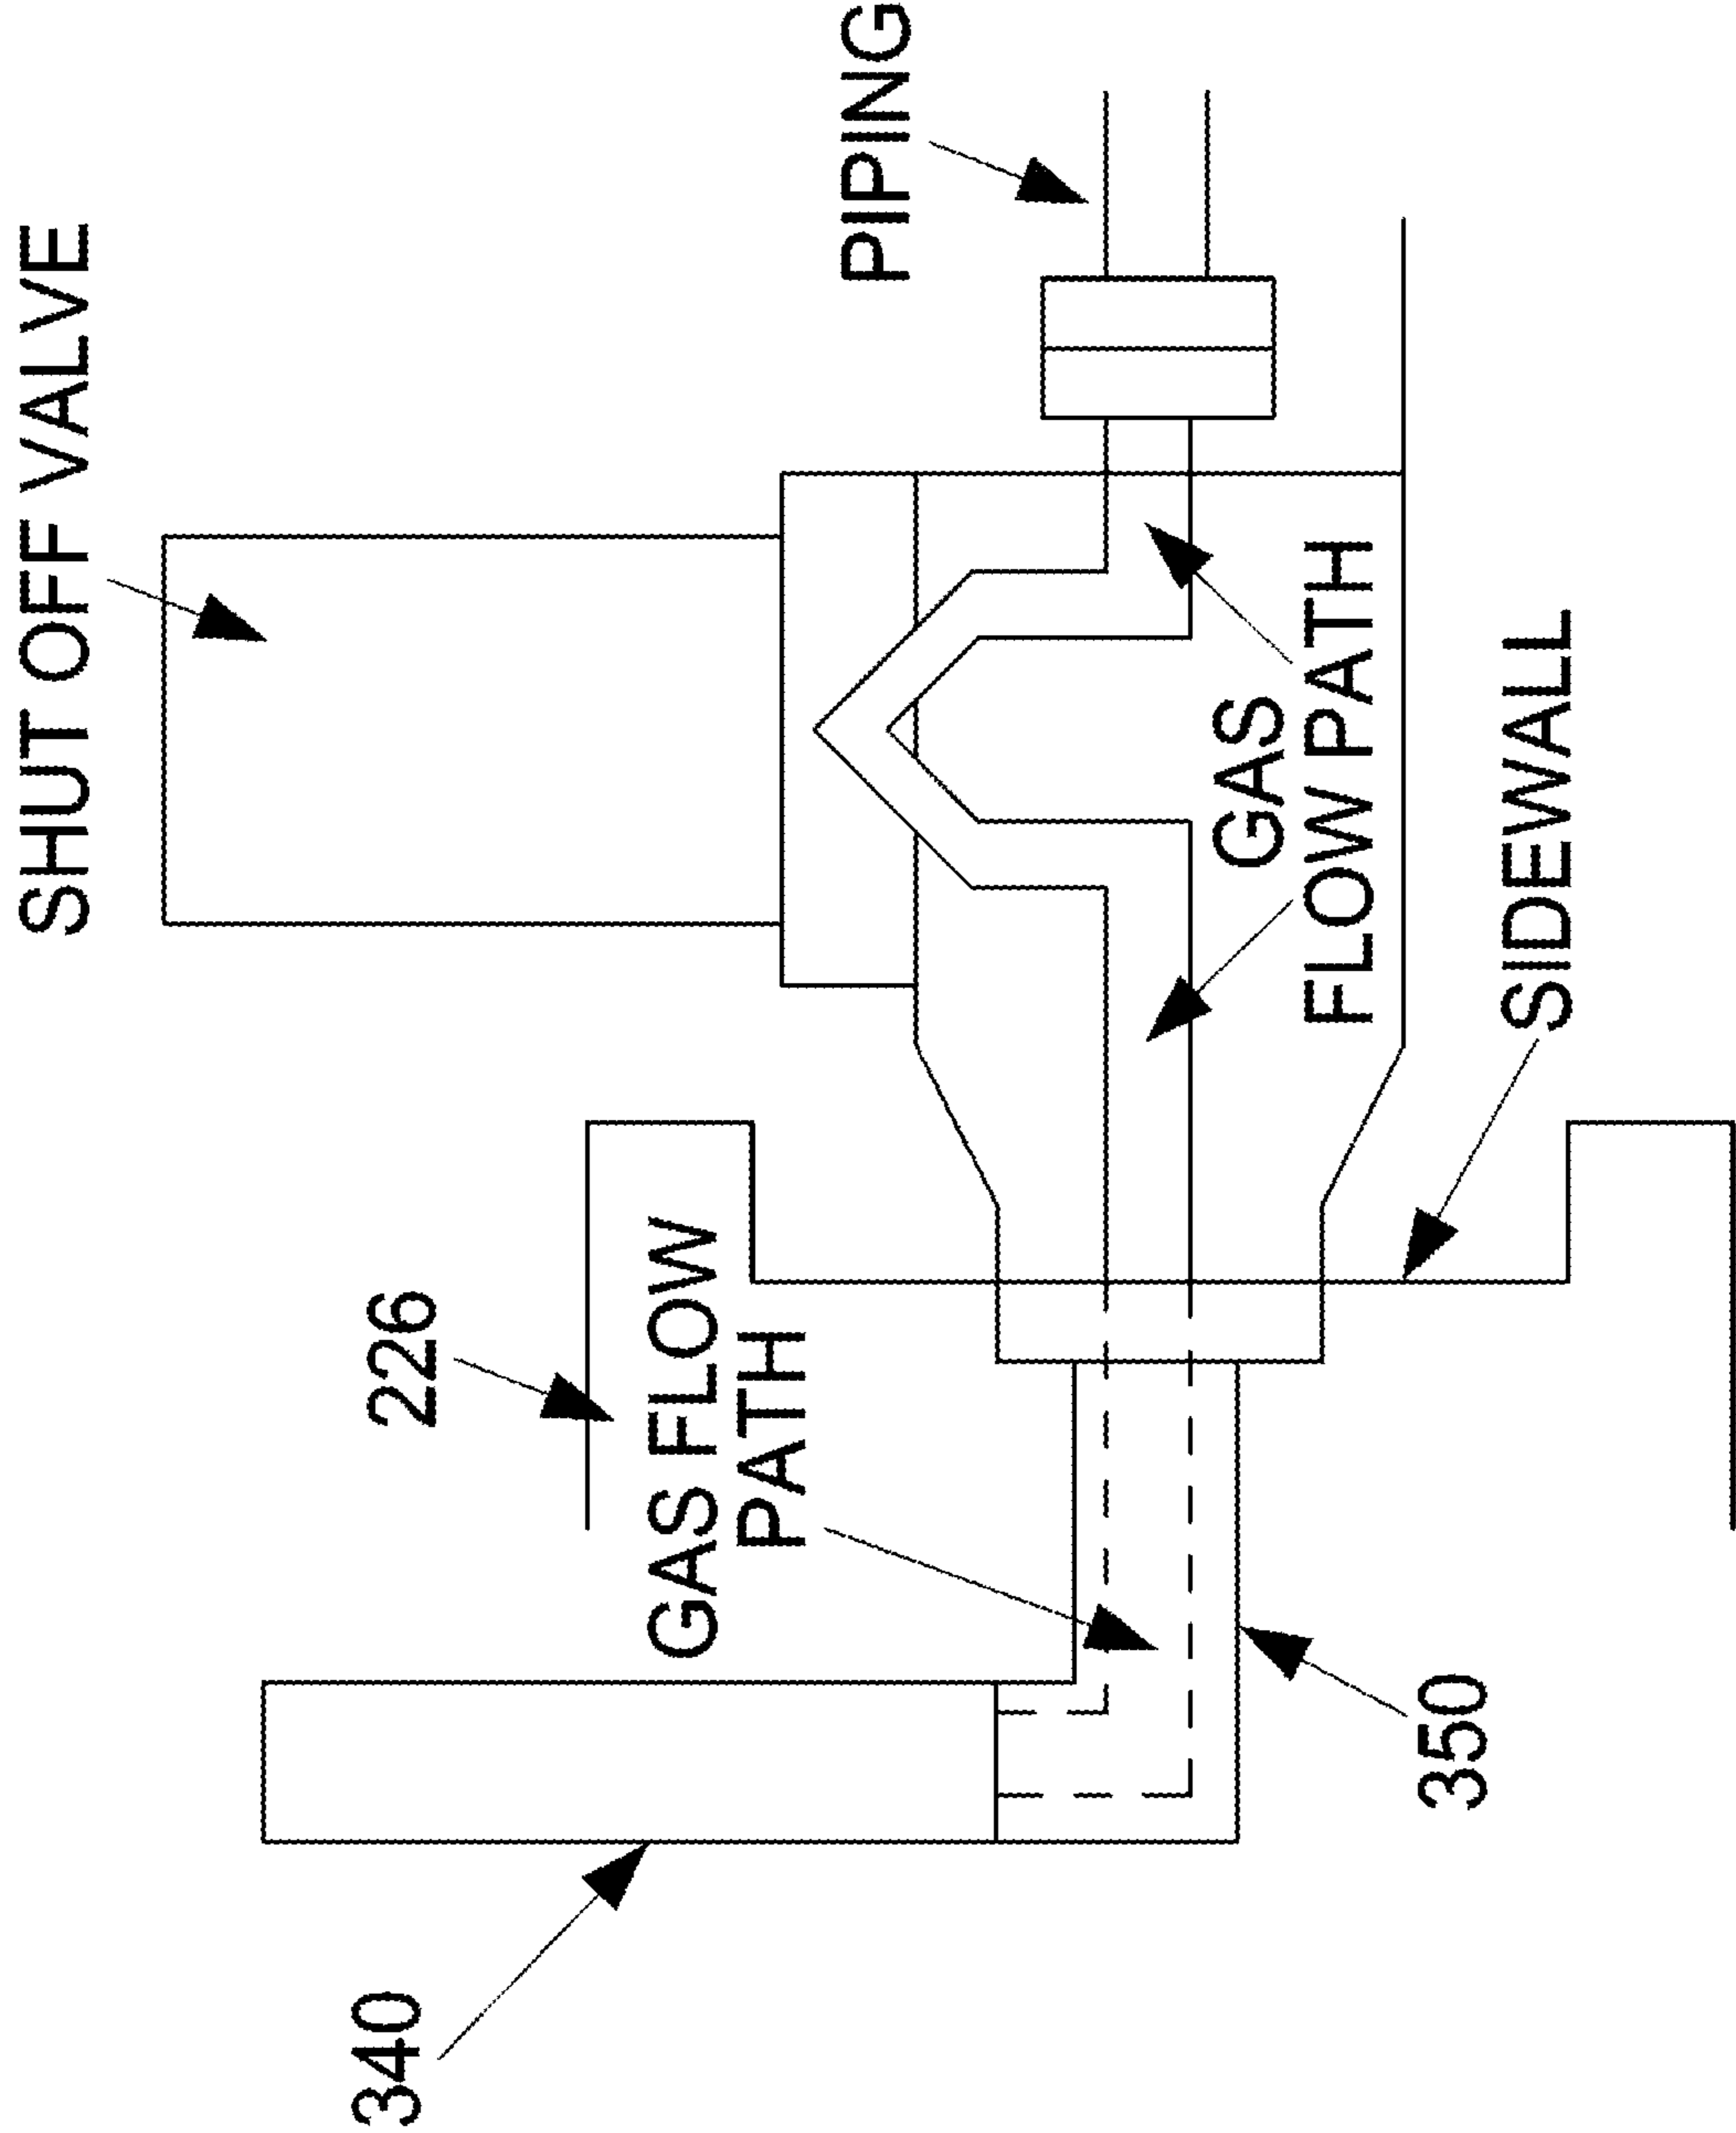 SHUT OFF VALVE
PIPING
226
GAS FLOW
PATH
GAS
FLOW PATH
SIDEWALL
340
350